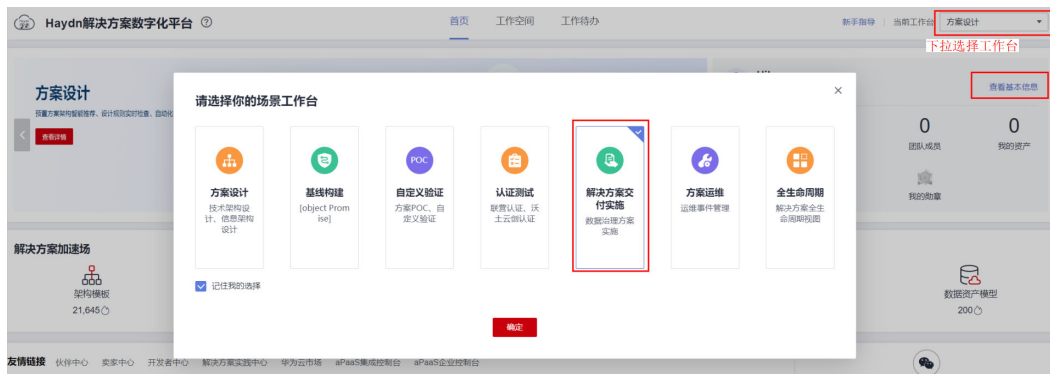 Haydn解决方案数字化平台
首页 工作空间 工作待办
新手指导 当前工作台 方案设计
下拉选择工作台
方案设计
查看详情
查看基本信息
0 0
团队成员 我的资产
我的勋章
请选择你的场景工作台
方案设计
技术架构设
计、信息架构
设计
基线构建
[object Prom
ise]
POC
自定义验证
方案POC、自
定义验证
认证测试
联营认证、沃
土云创认证
解决方案交
付实施
数据治理方案
实施
方案运维
运维事件管理
全生命周期
解决方案全生
命周期视图
记住我的选择
确定
解决方案加速场
架构模板
21,645
数据资产模型
200
友情链接 伙伴中心 卖家中心 开发者中心 解决方案实践中心 华为云市场 aPaaS集成控制台 aPaaS企业控制台